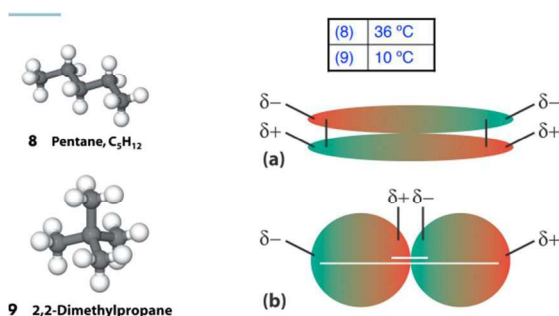 (8) 36 ºC
(9) 10 ºC
8 Pentane, C₅H₁₂
δ− δ−
δ+ δ+
(a)
9 2,2-Dimethylpropane
δ+ δ−
δ− δ+
(b)